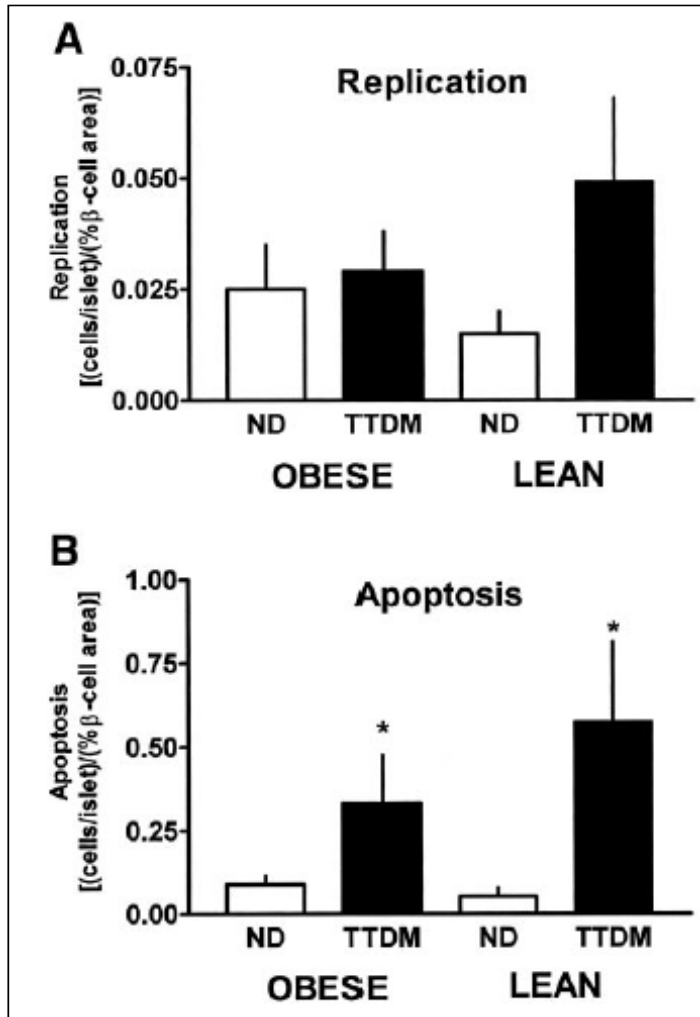 A
Replication
0.075
0.050
0.025
0.000
Replication
[(cells/islet)/(%β-cell area)]
ND TTDM ND TTDM
OBESE LEAN
B
Apoptosis
1.00
0.75
0.50
0.25
0.00
Apoptosis
[(cells/islet)/(%β-cell area)]
*
*
ND TTDM ND TTDM
OBESE LEAN